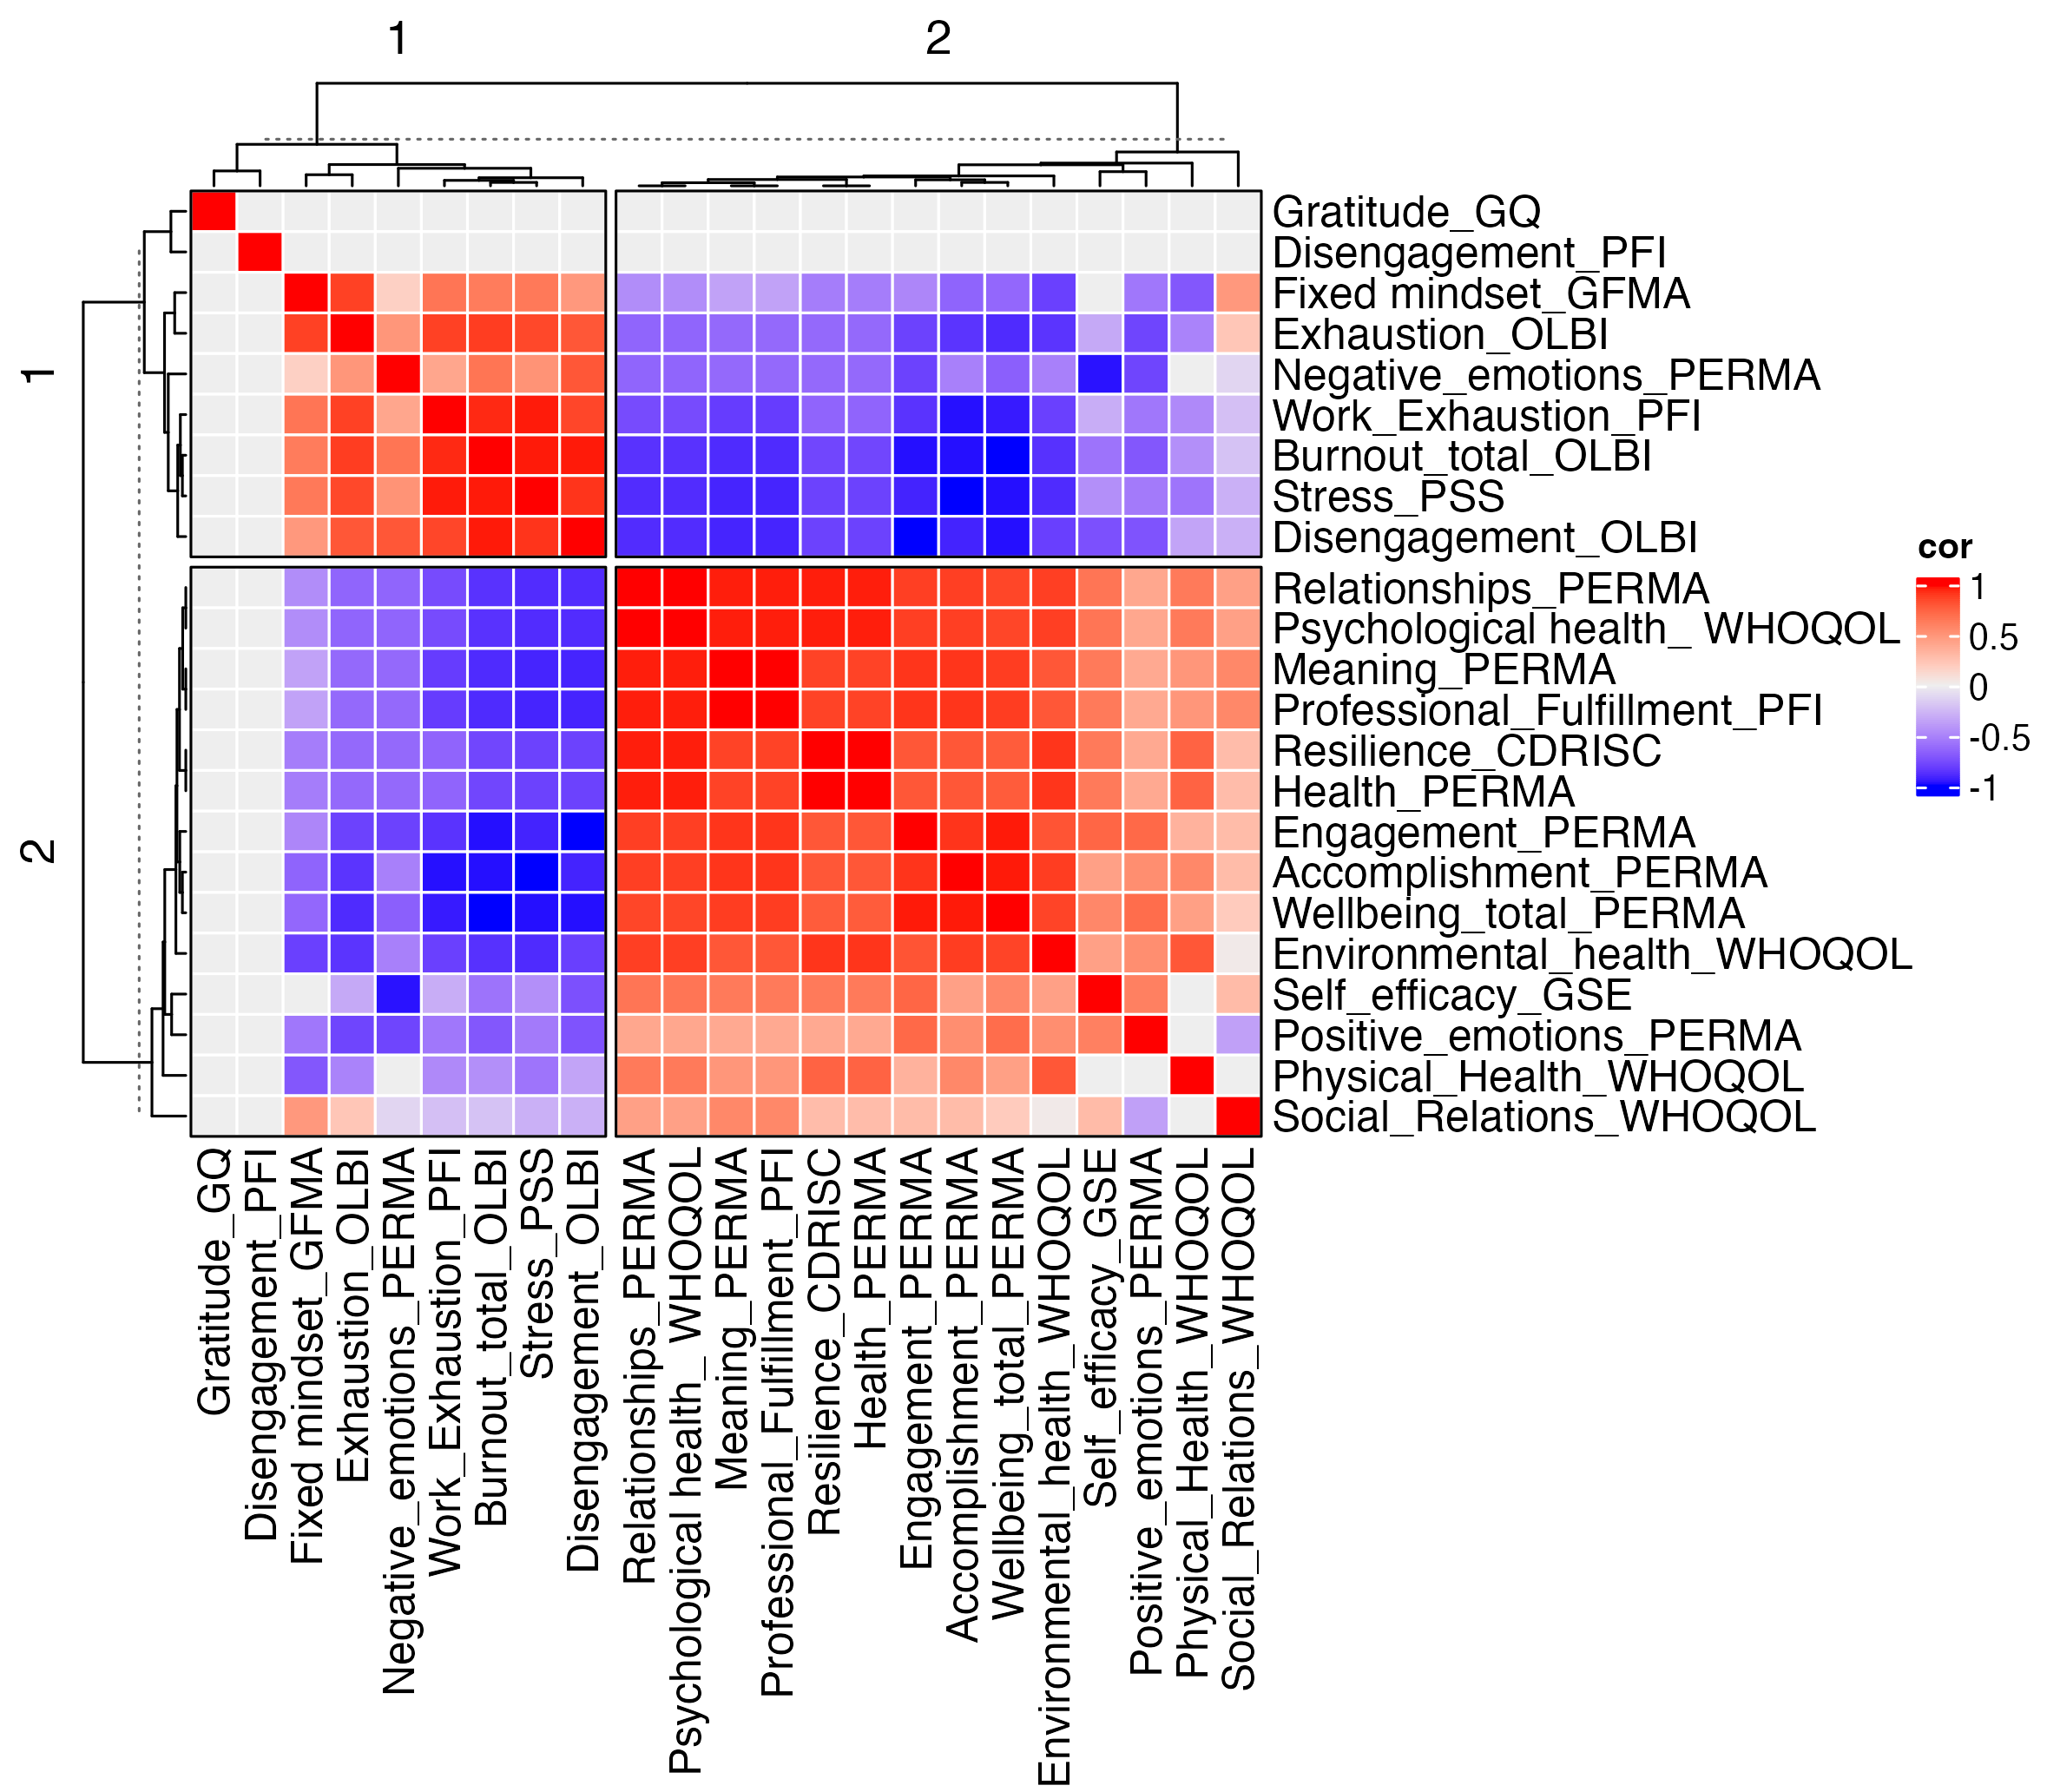 1
2
1
2
Gratitude_GQ
Disengagement_PFI
Fixed mindset_GFMA
Exhaustion_OLBI
Negative_emotions_PERMA
Work_Exhaustion_PFI
Burnout_total_OLBI
Stress_PSS
Disengagement_OLBI
Relationships_PERMA
Psychological health_ WHOQOL
Meaning_PERMA
Professional_Fulfillment_PFI
Resilience_CDRISC
Health_PERMA
Engagement_PERMA
Accomplishment_PERMA
Wellbeing_total_PERMA
Environmental_health_WHOQOL
Self_efficacy_GSE
Positive_emotions_PERMA
Physical_Health_WHOQOL
Social_Relations_WHOQOL
cor
1
0.5
0
-0.5
-1
Gratitude_GQ
Disengagement_PFI
Fixed mindset_GFMA
Exhaustion_OLBI
Negative_emotions_PERMA
Work_Exhaustion_PFI
Burnout_total_OLBI
Stress_PSS
Disengagement_OLBI
Relationships_PERMA
Psychological health_ WHOQOL
Meaning_PERMA
Professional_Fulfillment_PFI
Resilience_CDRISC
Health_PERMA
Engagement_PERMA
Accomplishment_PERMA
Wellbeing_total_PERMA
Environmental_health_WHOQOL
Self_efficacy_GSE
Positive_emotions_PERMA
Physical_Health_WHOQOL
Social_Relations_WHOQOL